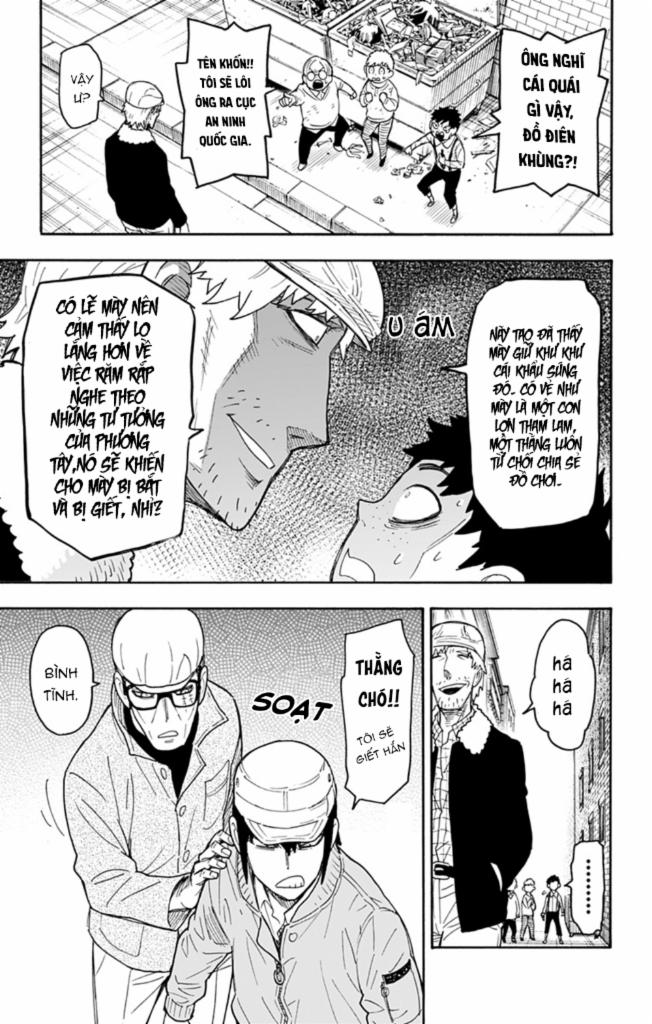 ÔNG NGHĨ
CÁI QUÁI
GÌ VẬY,
ĐỒ ĐIÊN
KHÙNG?!
TÊN KHỐN!!
TÔI SẼ LÔI
ÔNG RA CỤC
AN NINH
QUỐC GIA.
VẬY
Ư?
NÀY TAO ĐÃ THẤY
MÀY GIỮ KHƯ KHƯ
CÁI KHẨU SÚNG
ĐÓ.. CÓ VẺ NHƯ
MÀY LÀ MỘT CON
LỢN THAM LAM,
MỘT THẰNG LUÔN
TỪ CHỐI CHIA SẺ
ĐỒ CHƠI..
U ÁM
CÓ LẼ MÀY NÊN
CẢM THẤY LO
LẮNG HƠN VỀ
VIỆC RĂM RẮP
NGHE THEO
NHỮNG TƯ TƯỞNG
CỦA PHƯƠNG
TÂY,NÓ SẼ KHIẾN
CHO MÀY BỊ BẮT
VÀ BỊ GIẾT, NHỈ?
há
há
há
.........
THẰNG
CHÓ!!
TÔI SẼ
GIẾT HẮN
SOẠT
BÌNH
TĨNH.